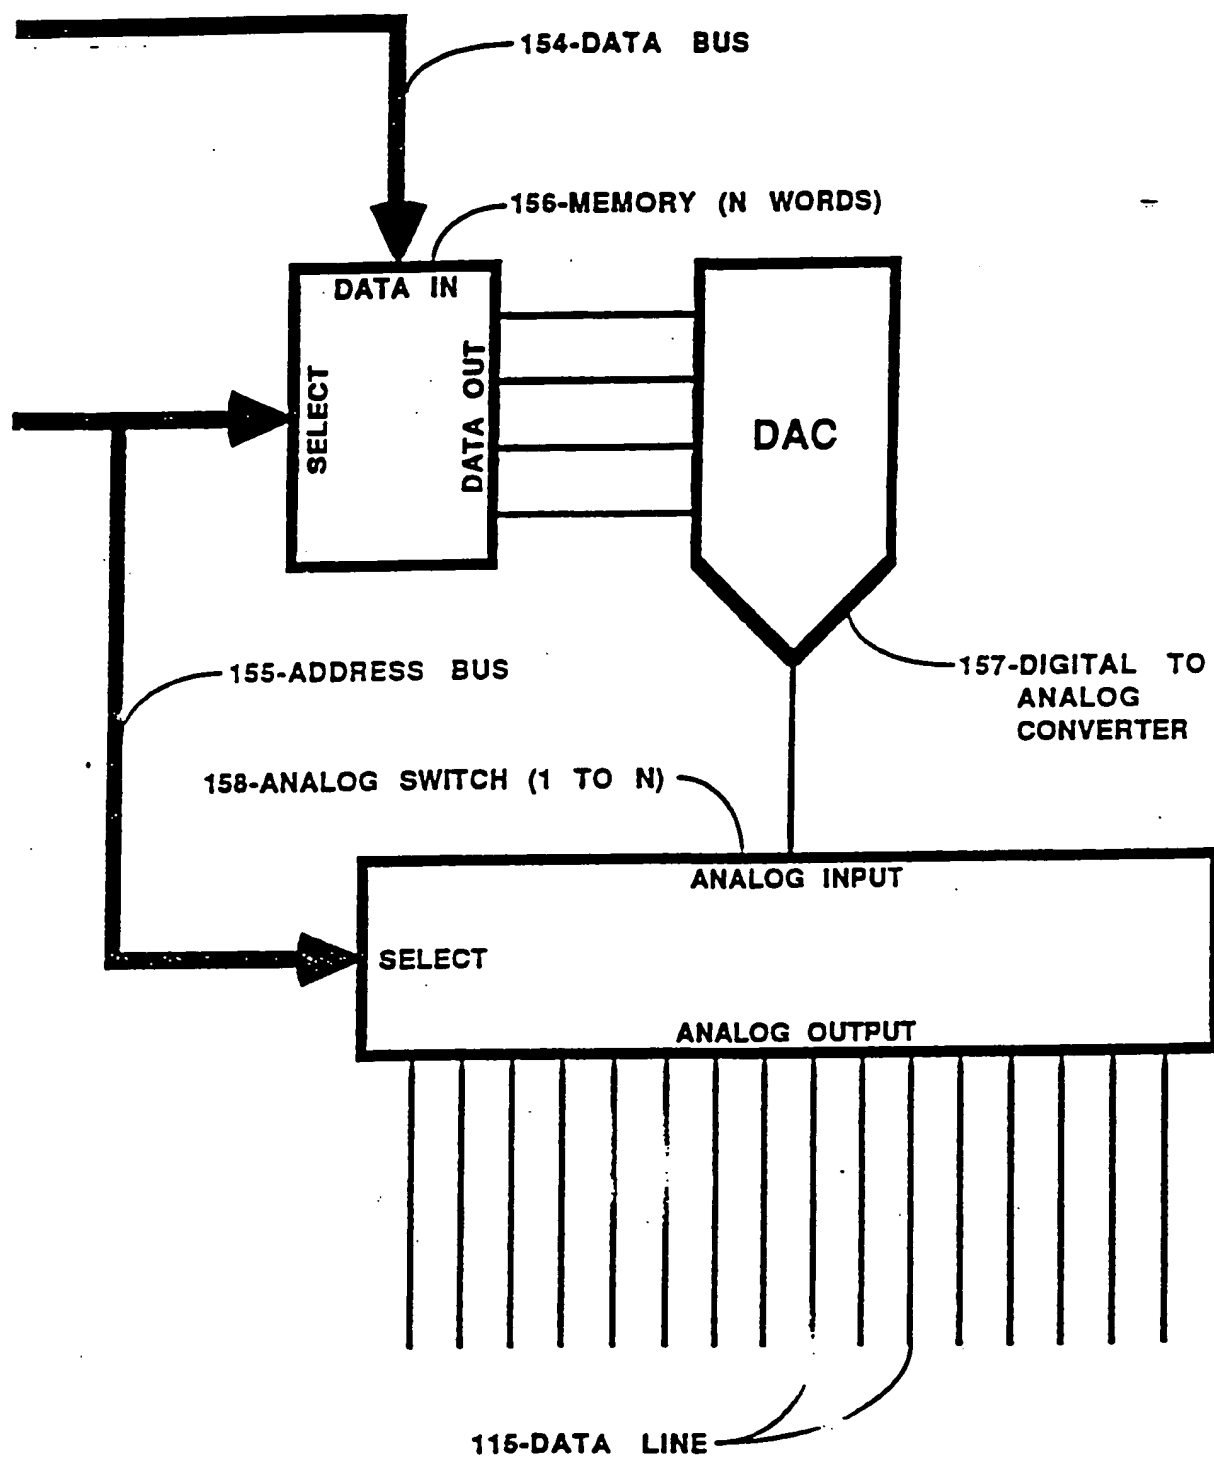 154-DATA BUS
156-MEMORY (N WORDS)
DATA IN
SELECT
DATA OUT
DAC
155-ADDRESS BUS
157-DIGITAL TO
ANALOG
CONVERTER
158-ANALOG SWITCH (1 TO N)
ANALOG INPUT
SELECT
ANALOG OUTPUT
115-DATA LINE